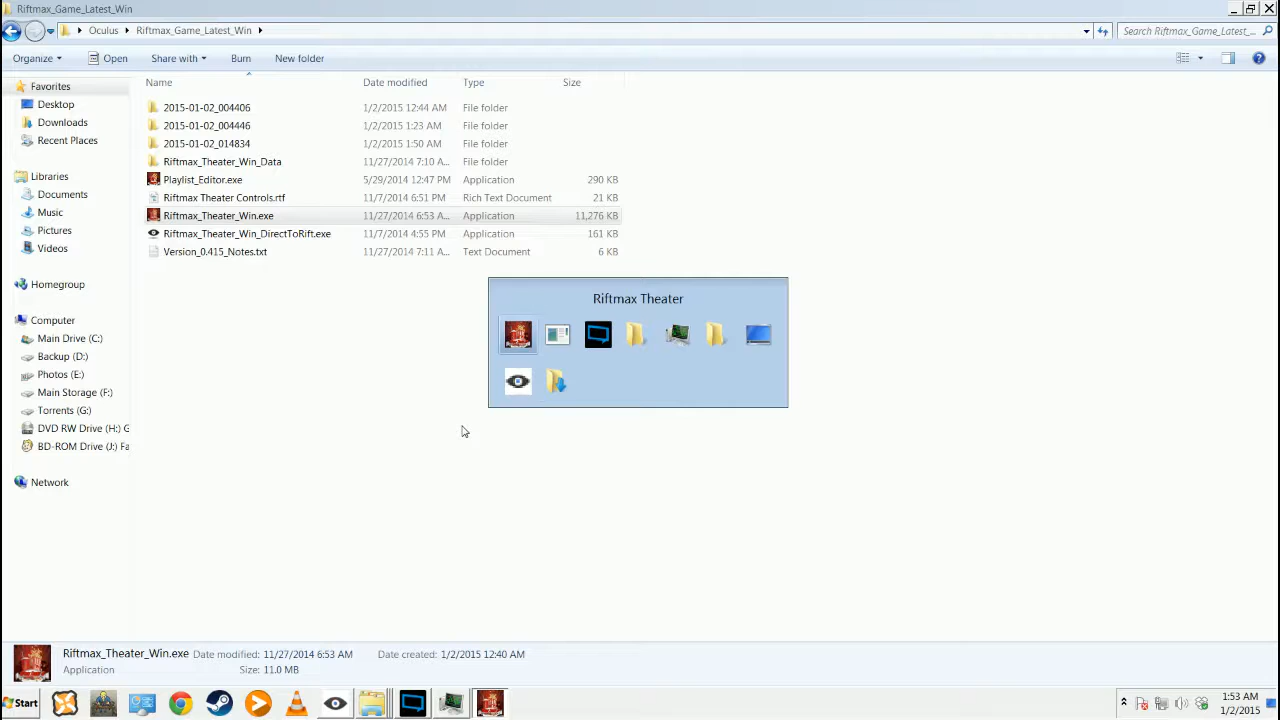 Riftmax_Game_Latest_Win
Oculus Riftmax_Game_Latest_Win
Search Riftmax_Game_Latest_...
Organize Open Share with Burn New folder
Name Date modified Type Size
Favorites
Desktop
Downloads
Recent Places
Libraries
Documents
Music
Pictures
Videos
Homegroup
Computer
Main Drive (C:)
Backup (D:)
Photos (E:)
Main Storage (F:)
Torrents (G:)
DVD RW Drive (H:) G
BD-ROM Drive (J:) Fa
Network
2015-01-02_004406 1/2/2015 12:44 AM File folder
2015-01-02_004446 1/2/2015 1:23 AM File folder
2015-01-02_014834 1/2/2015 1:50 AM File folder
Riftmax_Theater_Win_Data 11/27/2014 7:10 A... File folder
Playlist_Editor.exe 5/29/2014 12:47 PM Application 290 KB
Riftmax Theater Controls.rtf 11/7/2014 6:51 PM Rich Text Document 21 KB
Riftmax_Theater_Win.exe 11/27/2014 6:53 A... Application 11,276 KB
Riftmax_Theater_Win_DirectToRift.exe 11/7/2014 4:55 PM Application 161 KB
Version_0.415_Notes.txt 11/27/2014 7:11 A... Text Document 6 KB
Riftmax Theater
Riftmax_Theater_Win.exe Date modified: 11/27/2014 6:53 AM Date created: 1/2/2015 12:40 AM
Application Size: 11.0 MB
Start
1:53 AM
1/2/2015